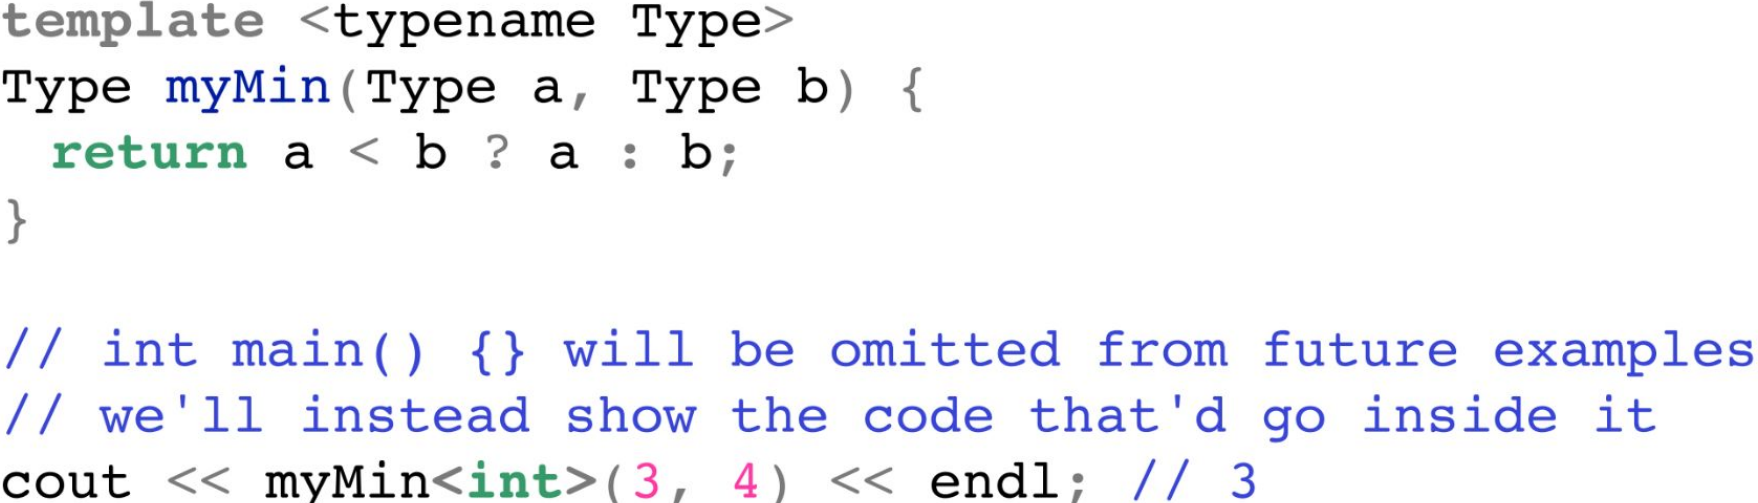 template <typename Type>
Type myMin(Type a, Type b) {
  return a < b ? a : b;
}
// int main() {} will be omitted from future examples
// we'll instead show the code that'd go inside it
cout << myMin<int>(3, 4) << endl; // 3